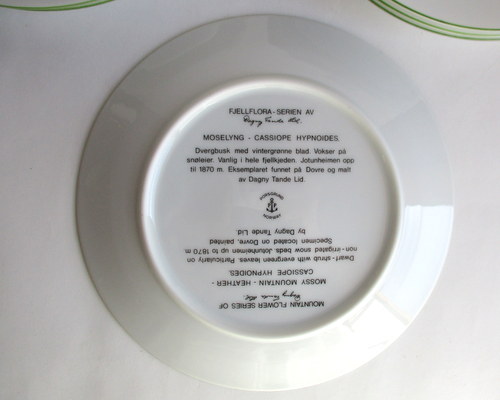 FJELLFLORA-SERIEN AV
Dagny Tande Lid.
MOSELYNG - CASSIOPE HYPNOIDES.
Dvergbusk med vintergrønne blad. Vokser på
snøleier. Vanlig i hele fjellkjeden. Jotunheimen opp
til 1870 m. Eksemplaret funnet på Dovre og malt
av Dagny Tande Lid.
PORSGRUND
NORWAY
MOUNTAIN FLOWER SERIES OF
Dagny Tande Lid.
MOSSY MOUNTAIN - HEATHER -
CASSIOPE HYPNOIDES.
Dwarf-shrub with evergreen leaves. Particularly on
non-irrigated snow beds. Jotunheimen up to 1870 m.
Specimen located on Dovre, painted
by Dagny Tande Lid.